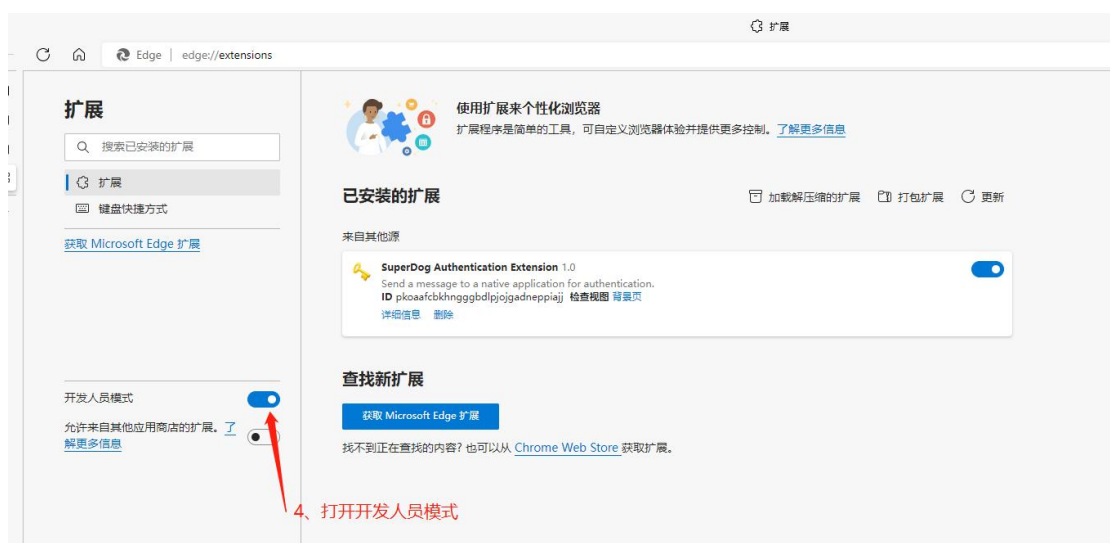 扩展
Edge | edge://extensions
扩展
搜索已安装的扩展
扩展
键盘快捷方式
获取 Microsoft Edge 扩展
开发人员模式
允许来自其他应用商店的扩展。了
解更多信息
使用扩展来个性化浏览器
扩展程序是简单的工具，可自定义浏览器体验并提供更多控制。了解更多信息
已安装的扩展 加载解压缩的扩展 打包扩展 更新
来自其他源
SuperDog Authentication Extension 1.0
Send a message to a native application for authentication.
ID pkoaafcbkhngggbdlpjojgadneppiajj 检查视图 背景页
详细信息 删除
查找新扩展
获取 Microsoft Edge 扩展
找不到正在查找的内容? 也可以从 Chrome Web Store 获取扩展。
4、打开开发人员模式